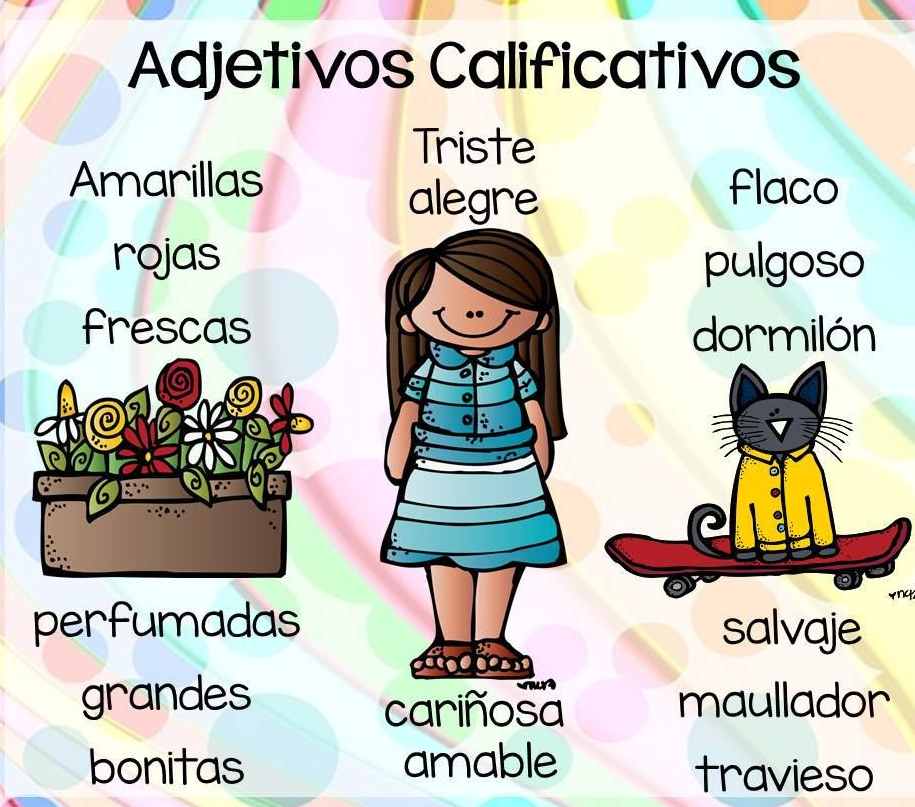 Adjetivos Calificativos
Amarillas
rojas
frescas
perfumadas
grandes
bonitas
Triste
alegre
cariñosa
amable
flaco
pulgoso
dormilón
salvaje
maullador
travieso